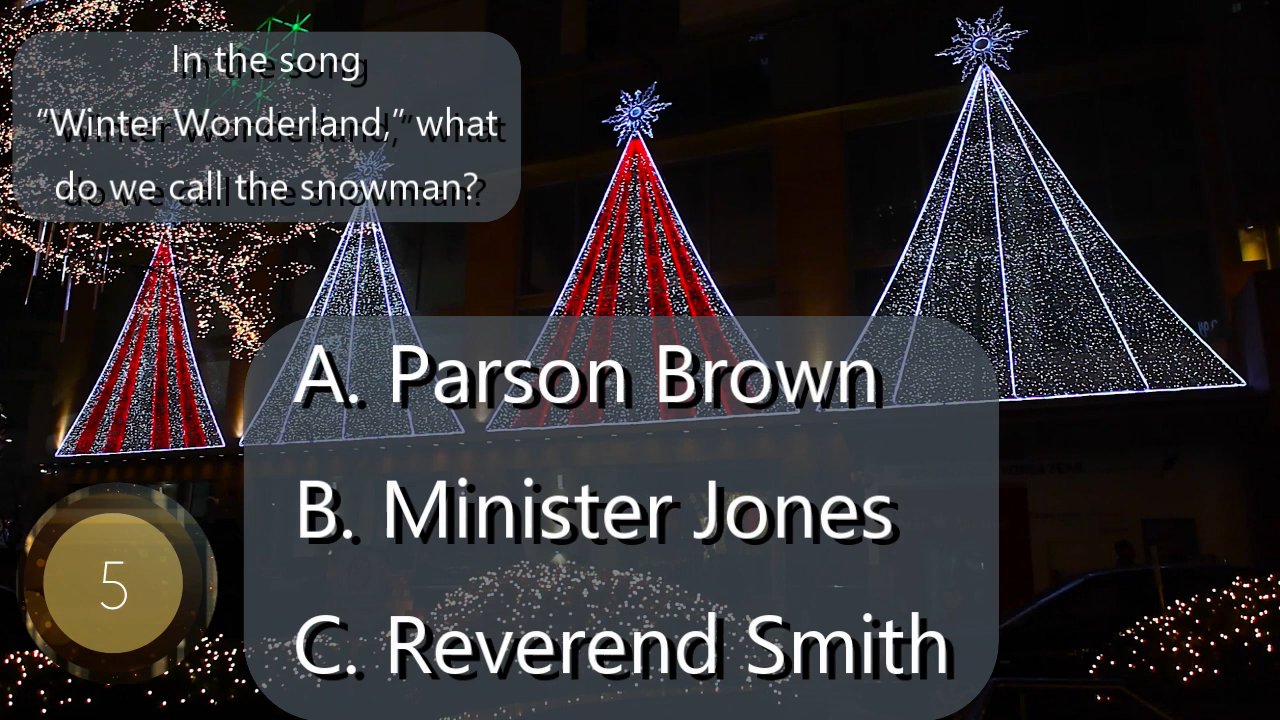 In the song
“Winter Wonderland,” what
do we call the snowman?
A. Parson Brown
B. Minister Jones
C. Reverend Smith
5